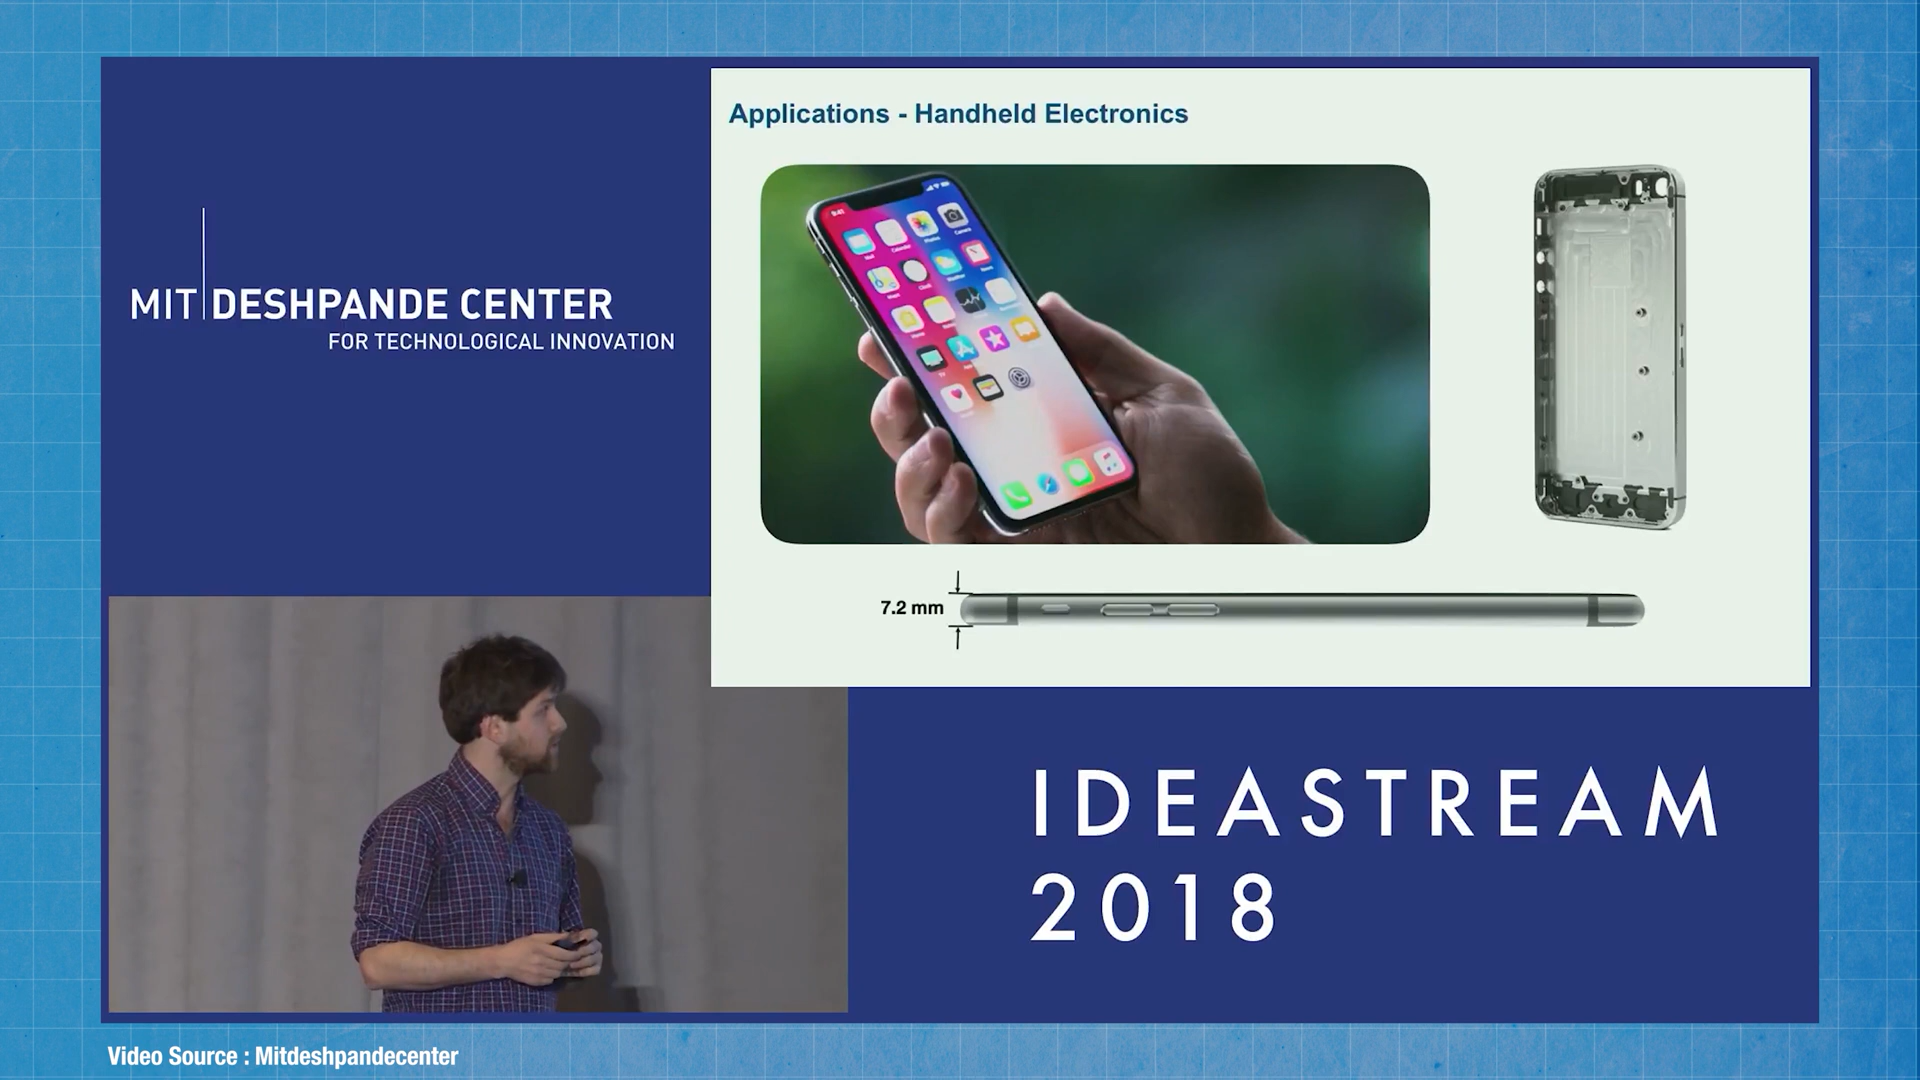 Applications - Handheld Electronics
MIT DESHPANDE CENTER
FOR TECHNOLOGICAL INNOVATION
7.2 mm
IDEASTREAM
2018
Video Source : Mitdeshpandecenter